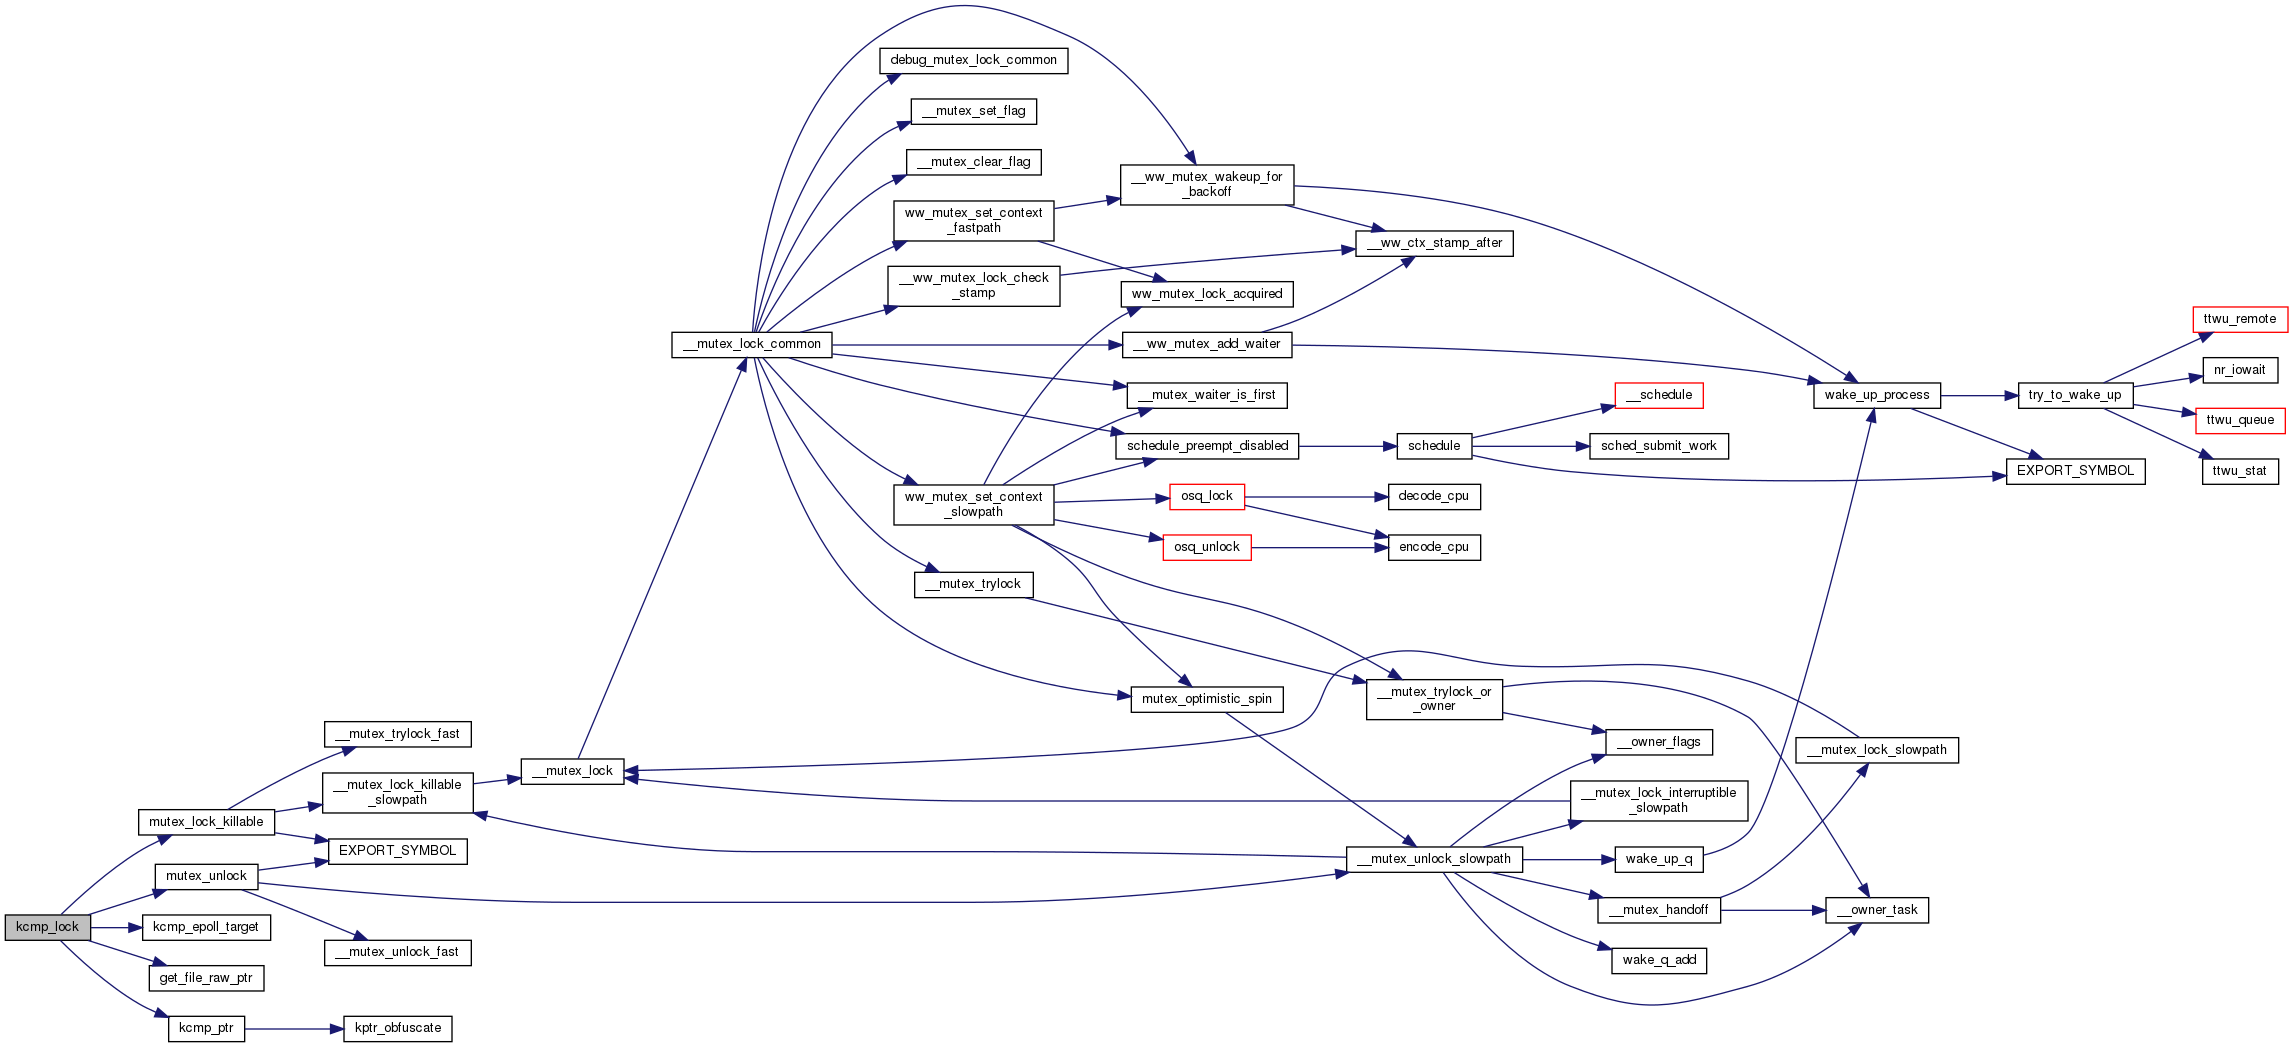 debug_mutex_lock_common
__mutex_set_flag
__mutex_clear_flag
__ww_mutex_wakeup_for
_backoff
ww_mutex_set_context
_fastpath
__ww_ctx_stamp_after
__ww_mutex_lock_check
_stamp
ww_mutex_lock_acquired
ttwu_remote
__mutex_lock_common
__ww_mutex_add_waiter
nr_iowait
__mutex_waiter_is_first
__schedule
wake_up_process
try_to_wake_up
ttwu_queue
schedule_preempt_disabled
schedule
sched_submit_work
EXPORT_SYMBOL
ttwu_stat
ww_mutex_set_context
_slowpath
osq_lock
decode_cpu
osq_unlock
encode_cpu
__mutex_trylock
mutex_optimistic_spin
__mutex_trylock_or
_owner
__mutex_trylock_fast
__owner_flags
__mutex_lock_slowpath
__mutex_lock
__mutex_lock_killable
_slowpath
__mutex_lock_interruptible
_slowpath
mutex_lock_killable
EXPORT_SYMBOL
__mutex_unlock_slowpath
wake_up_q
mutex_unlock
__mutex_handoff
__owner_task
kcmp_lock
kcmp_epoll_target
__mutex_unlock_fast
wake_q_add
get_file_raw_ptr
kcmp_ptr
kptr_obfuscate